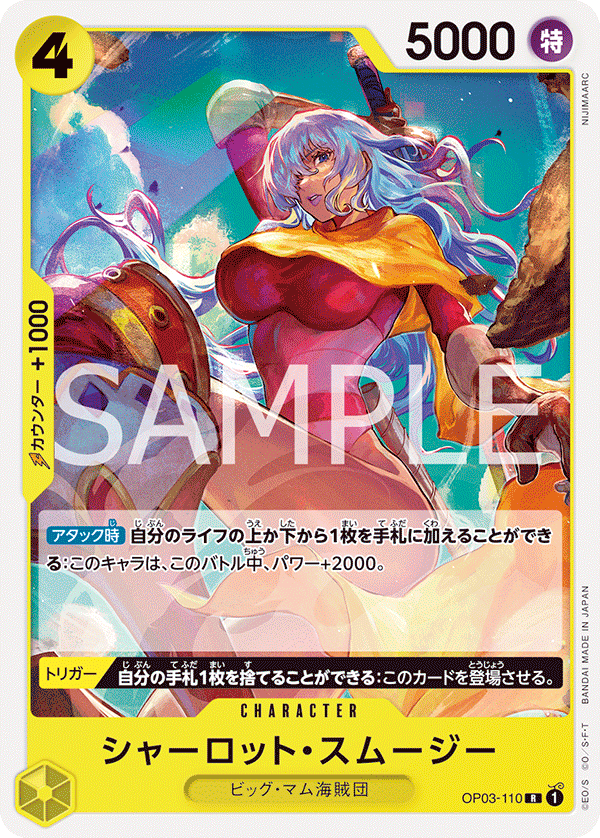 4
5000
特
NIJIMAARC
カウンター +1000
SAMPLE
アタック時 自分のライフの上か下から1枚を手札に加えることができ
る:このキャラは、このバトル中、パワー+2000。
トリガー 自分の手札1枚を捨てることができる:このカードを登場させる。
CHARACTER
シャーロット・スムージー
ビッグ・マム海賊団
OP03-110 R 1
©E/S ©O/S・F・T BANDAI MADE IN JAPAN